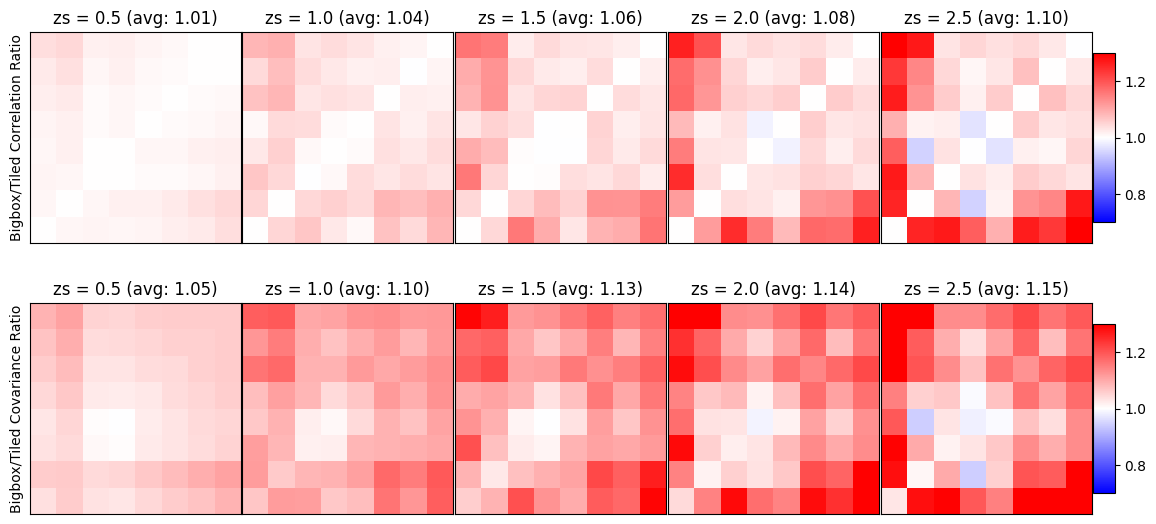 zs = 0.5 (avg: 1.01)
zs = 1.0 (avg: 1.04)
zs = 1.5 (avg: 1.06)
zs = 2.0 (avg: 1.08)
zs = 2.5 (avg: 1.10)
Bigbox/Tiled Correlation Ratio
1.2
1.0
0.8
zs = 0.5 (avg: 1.05)
zs = 1.0 (avg: 1.10)
zs = 1.5 (avg: 1.13)
zs = 2.0 (avg: 1.14)
zs = 2.5 (avg: 1.15)
Bigbox/Tiled Covariance Ratio
1.2
1.0
0.8